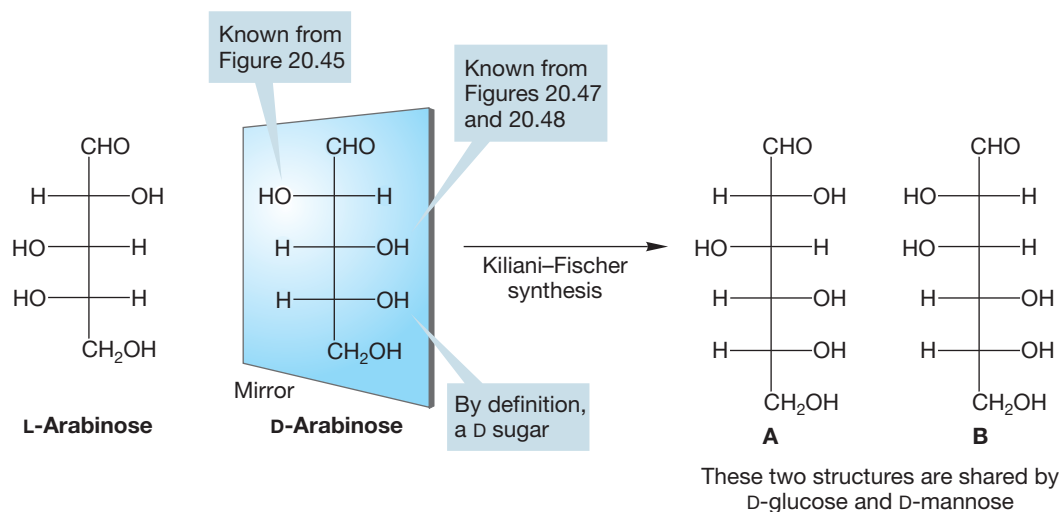 Known from
Figure 20.45
Known from
Figures 20.47
and 20.48
CHO
H
OH
HO
H
HO
H
CH₂OH
L-Arabinose
CHO
HO
H
H
OH
H
OH
CH₂OH
Mirror
D-Arabinose
By definition,
a D sugar
Kiliani–Fischer
synthesis
CHO
H
OH
HO
H
H
OH
H
OH
CH₂OH
A
CHO
HO
H
HO
H
H
OH
H
OH
CH₂OH
B
These two structures are shared by
D-glucose and D-mannose